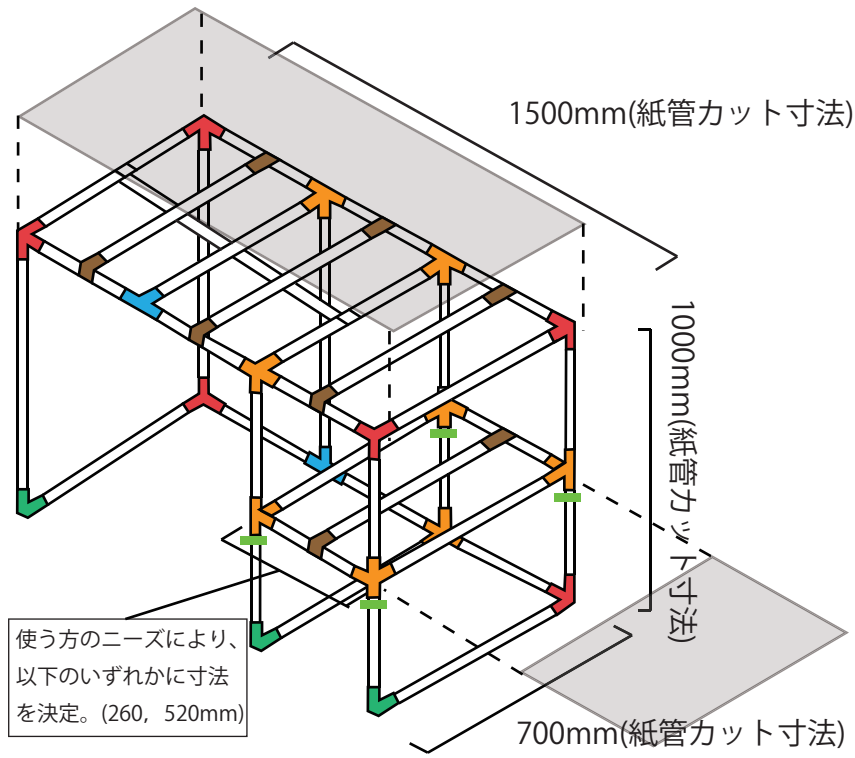 1500mm(紙管カット寸法)
1000mm(紙管カット寸法)
使う方のニーズにより、
以下のいずれかに寸法
を決定。(260，520mm)
700mm(紙管カット寸法)